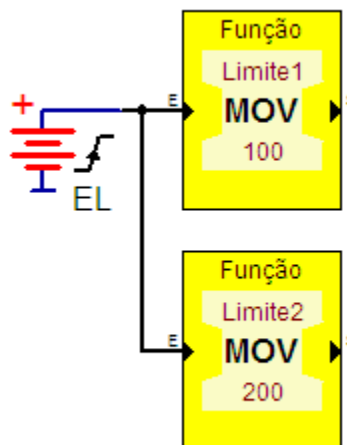 Função
Limite1
E MOV
100
+
EL
Função
Limite2
E MOV
200